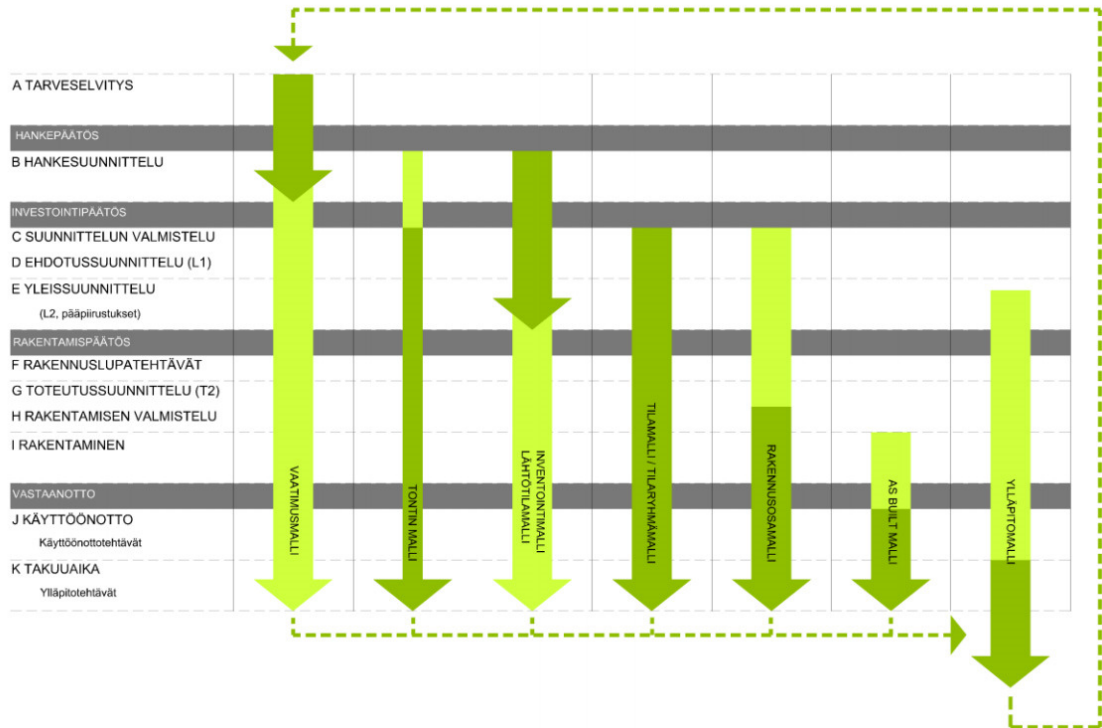 A TARVESELVITYS
HANKEPÄÄTÖS
B HANKESUUNNITTELU
INVESTOINTIPÄÄTÖS
C SUUNNITTELUN VALMISTELU
D EHDOTUSSUUNNITTELU (L1)
E YLEISSUUNNITTELU
(L2, pääpiirustukset)
RAKENTAMISPÄÄTÖS
F RAKENNUSLUPATEHTÄVÄT
G TOTEUTUSSUUNNITTELU (T2)
H RAKENTAMISEN VALMISTELU
I RAKENTAMINEN
VASTAANOTTO
J KÄYTTÖÖNOTTO
Käyttöönottotehtävät
K TAKUUAIKA
Ylläpitotehtävät
VAATIMUSMALLI
TONTIN MALLI
INVENTOINTIMALLI
LÄHTÖTILAMALLI
TILAMALLI / TILARYHMÄMALLI
RAKENNUSOSAMALLI
AS BUILT MALLI
YLLÄPITOMALLI